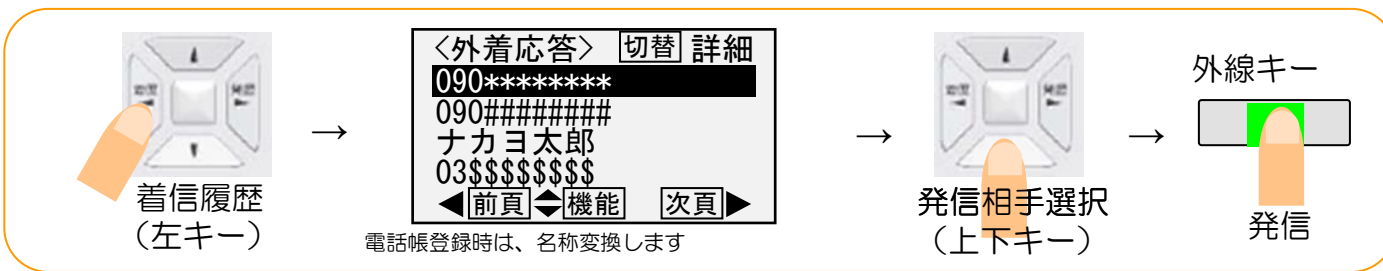 着信履歴
（左キー）
→
〈外着応答〉 切替 詳細
090********
090########
ナカヨ太郎
03$$$$$$$$
◀前頁◆機能 次頁▶
電話帳登録時は、名称変換します
→
発信相手選択
（上下キー）
→
外線キー
発信